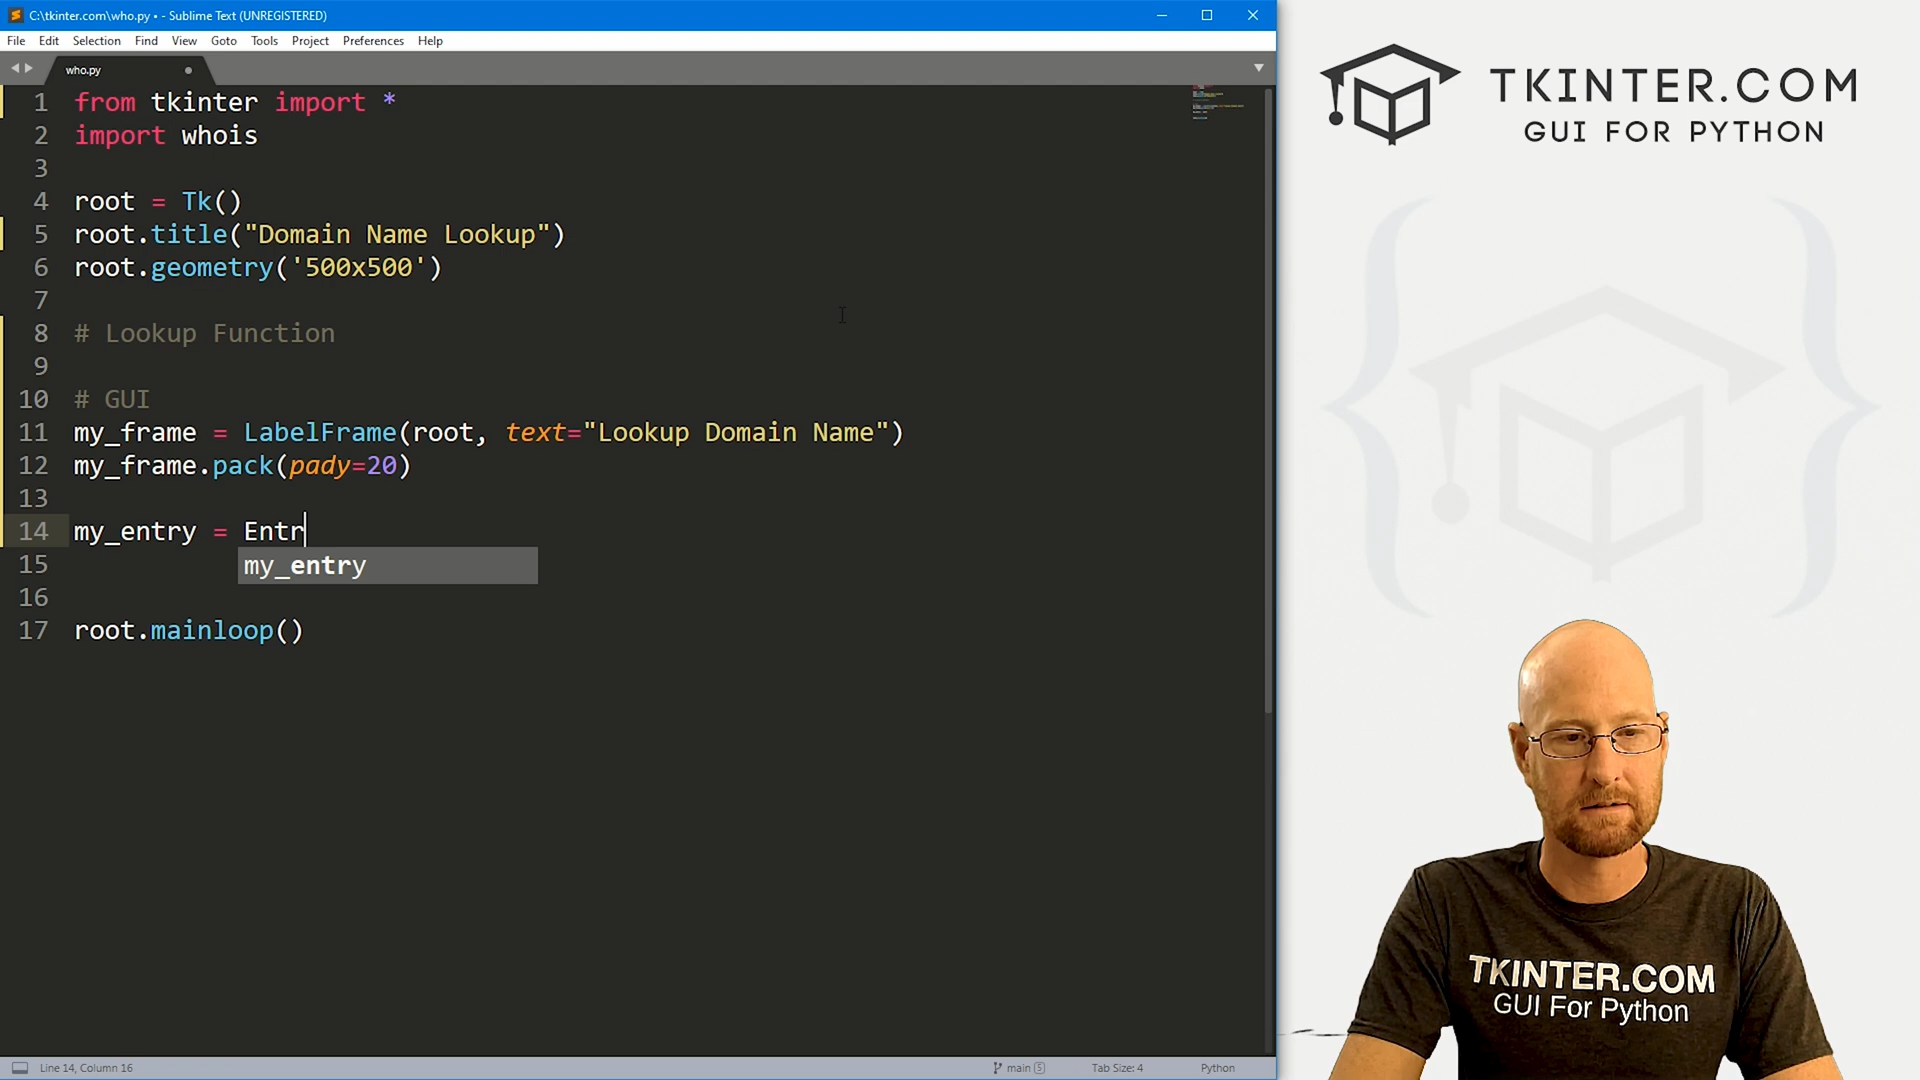 C:\tkinter.com\who.py • - Sublime Text (UNREGISTERED)
File Edit Selection Find View Goto Tools Project Preferences Help
who.py
1 from tkinter import *
2 import whois
3
4 root = Tk()
5 root.title("Domain Name Lookup")
6 root.geometry('500x500')
7
8 # Lookup Function
9
10 # GUI
11 my_frame = LabelFrame(root, text="Lookup Domain Name")
12 my_frame.pack(pady=20)
13
14 my_entry = Entr
my_entry
15
16
17 root.mainloop()
Line 14, Column 16
main 5
Tab Size: 4
Python
TKINTER.COM
GUI FOR PYTHON
TKINTER.COM
GUI For Python